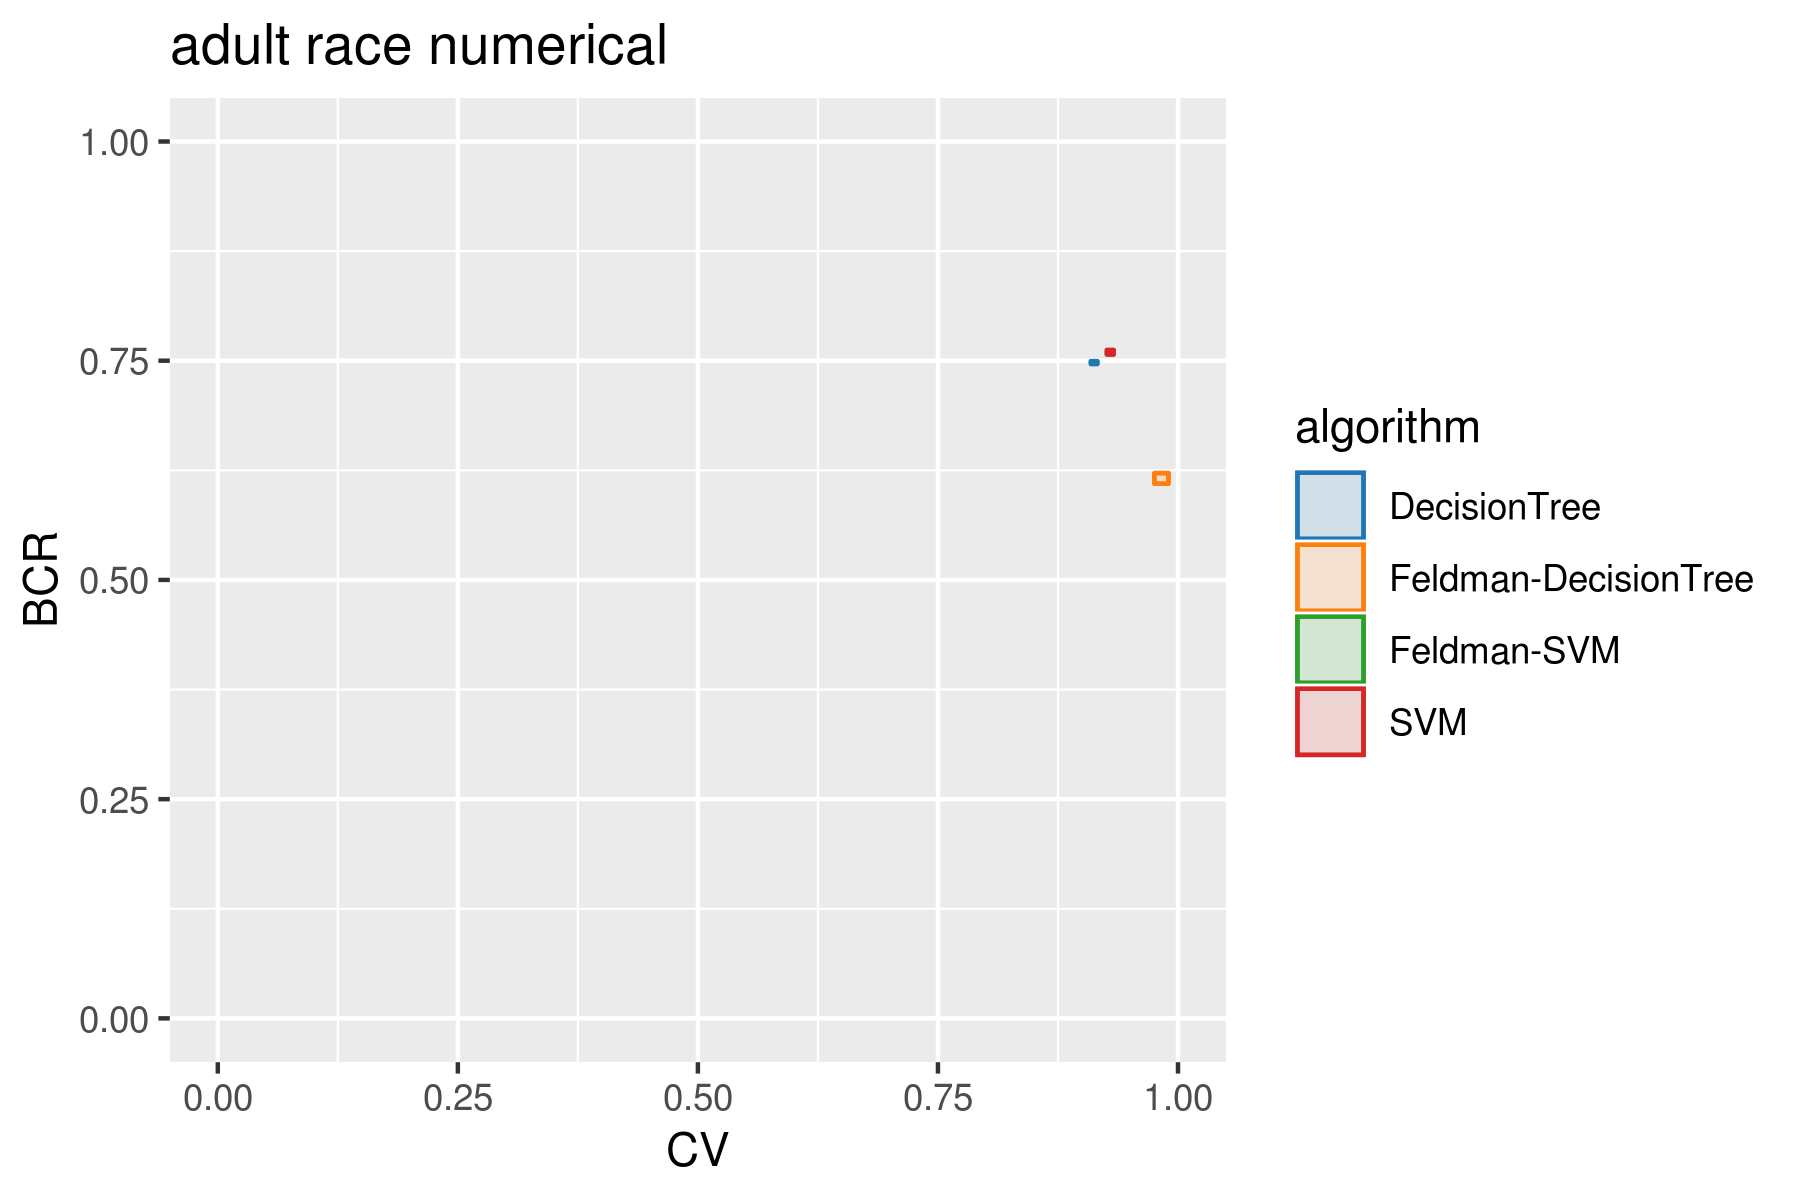 adult race numerical
1.00
0.75
0.50
0.25
0.00
BCR
0.00 0.25 0.50 0.75 1.00
CV
algorithm
DecisionTree
Feldman-DecisionTree
Feldman-SVM
SVM